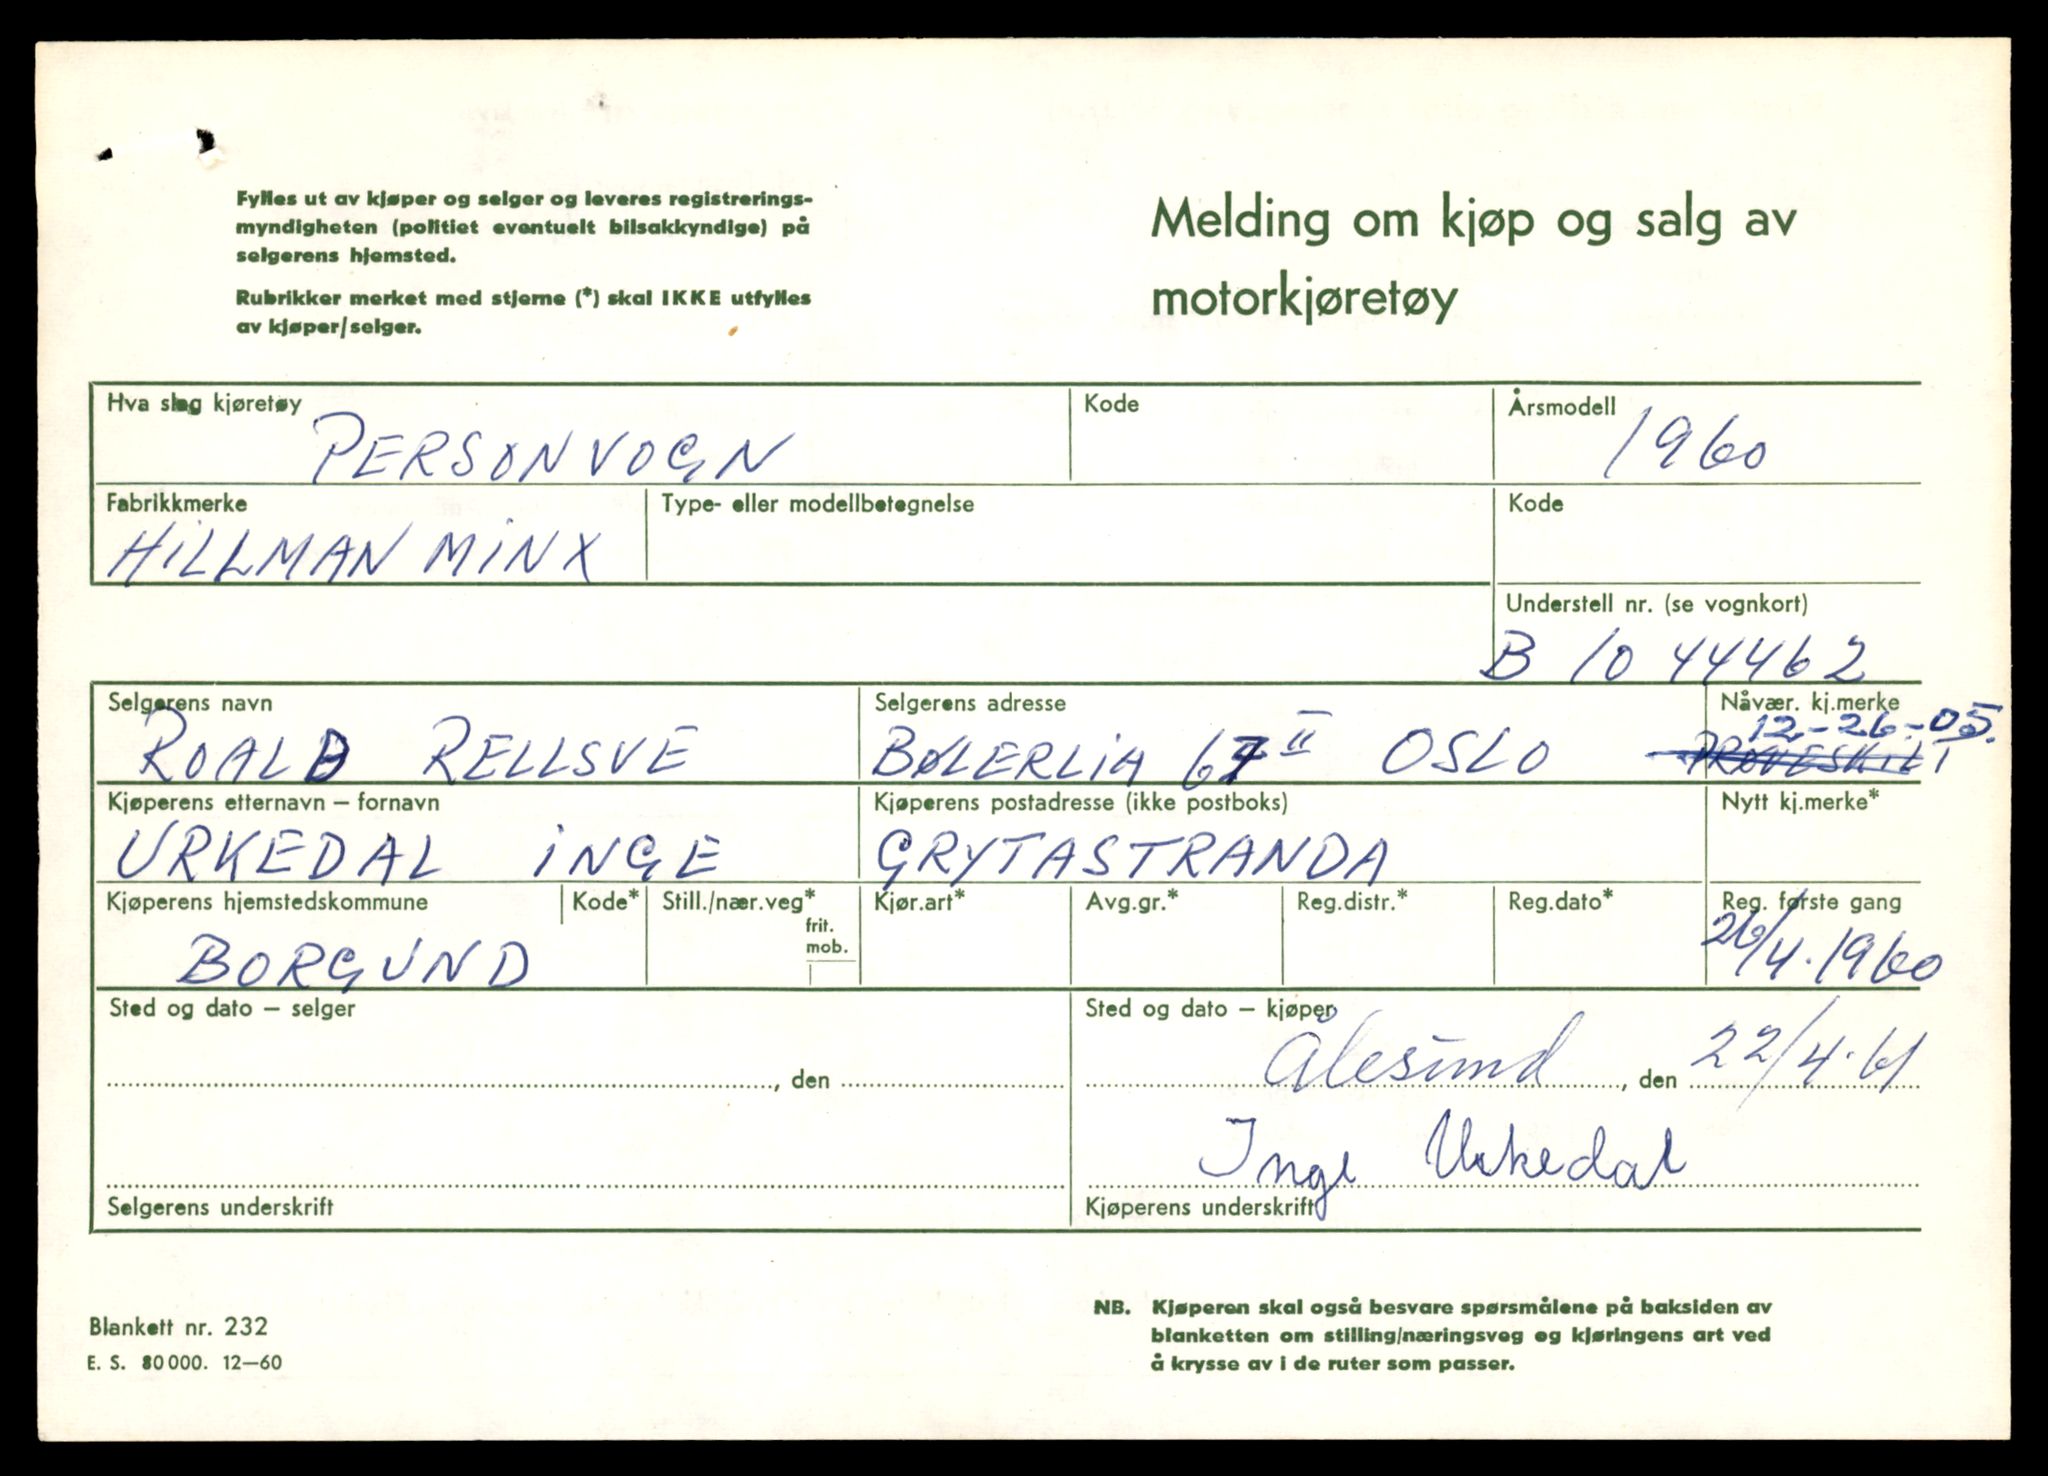 Fylles ut av kjøper og selger og leveres registrerings-
myndigheten (politiet eventuelt bilsakkyndige) på
selgerens hjemsted.
Rubrikker merket med stjerne (*) skal IKKE utfylles
av kjøper/selger.
Melding om kjøp og salg av
motorkjøretøy
Hva slag kjøretøy
PERSONVOGN
Kode
Årsmodell
1960
Fabrikkmerke
HILLMAN MINX
Type- eller modellbetegnelse
Kode
Understell nr. (se vognkort)
B 1044462
Selgerens navn
ROALD RELLSVE
Selgerens adresse
BØLERLIA 67 II OSLO
Nåvær. kj.merke
12-26-05.
PRØVESKILT
Kjøperens etternavn – fornavn
URKEDAL INGE
Kjøperens postadresse (ikke postboks)
GRYTASTRANDA
Nytt kj.merke*
Kjøperens hjemstedskommune
BORGUND
Kode*
Still./nær.veg*
frit.
mob.
Kjør.art*
Avg.gr.*
Reg.distr.*
Reg.dato*
Reg. første gang
26/4.1960
Sted og dato – selger
, den
Selgerens underskrift
Sted og dato – kjøper
Ålesund, den 22/4.61
Inge Urkedal
Kjøperens underskrift
Blankett nr. 232
E. S. 80 000. 12–60
NB. Kjøperen skal også besvare spørsmålene på baksiden av
blanketten om stilling/næringsveg og kjøringens art ved
å krysse av i de ruter som passer.